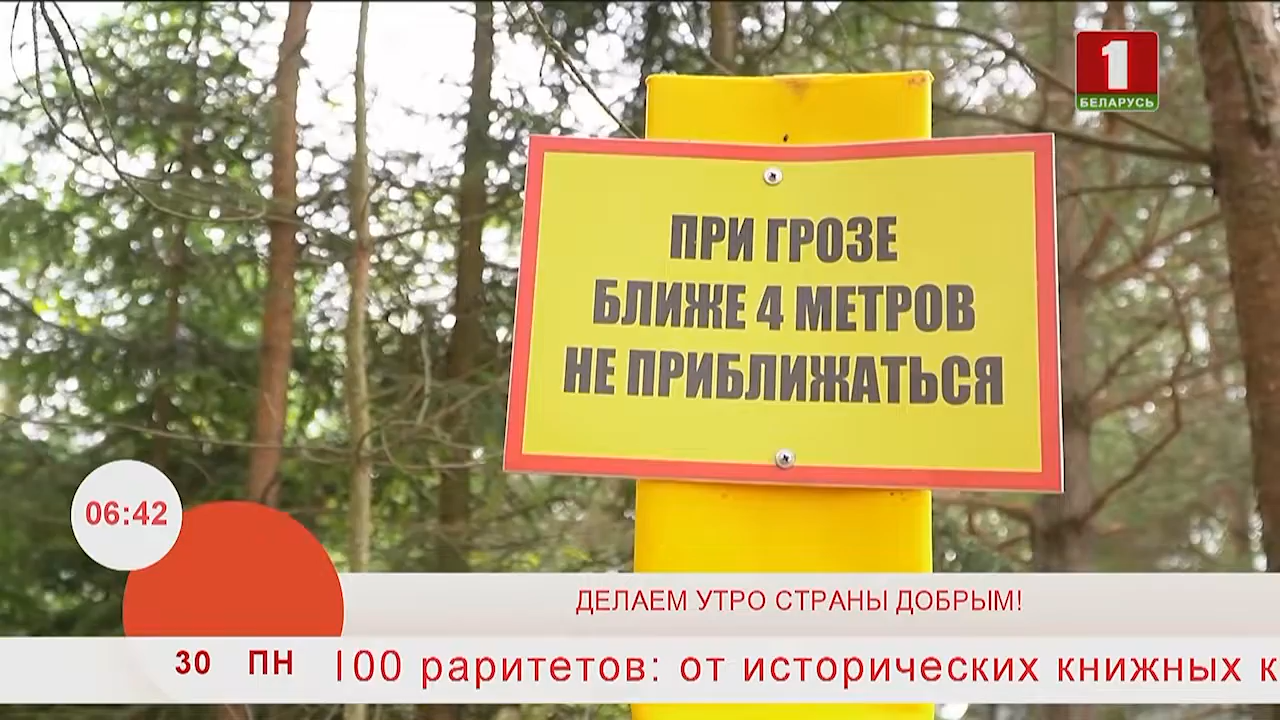 1
БЕЛАРУСЬ
ПРИ ГРОЗЕ
БЛИЖЕ 4 МЕТРОВ
НЕ ПРИБЛИЖАТЬСЯ
06:42
ДЕЛАЕМ УТРО СТРАНЫ ДОБРЫМ!
30 ПН
раритетов: от исторических книжных